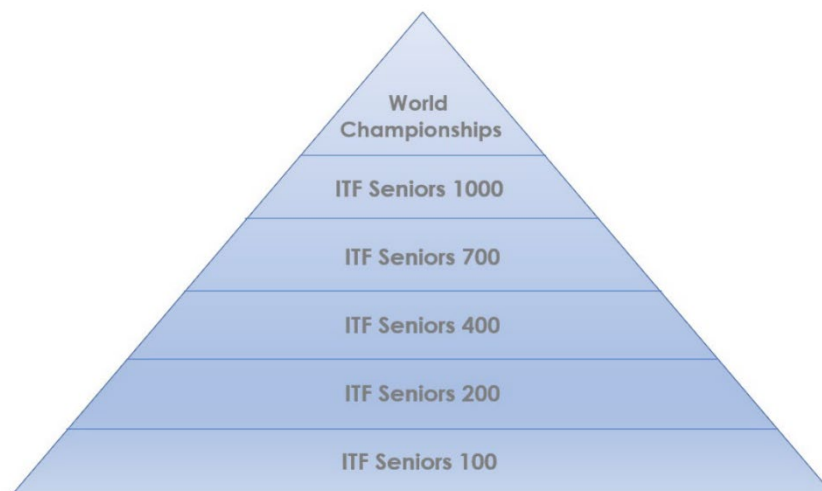 World
Championships
ITF Seniors 1000
ITF Seniors 700
ITF Seniors 400
ITF Seniors 200
ITF Seniors 100